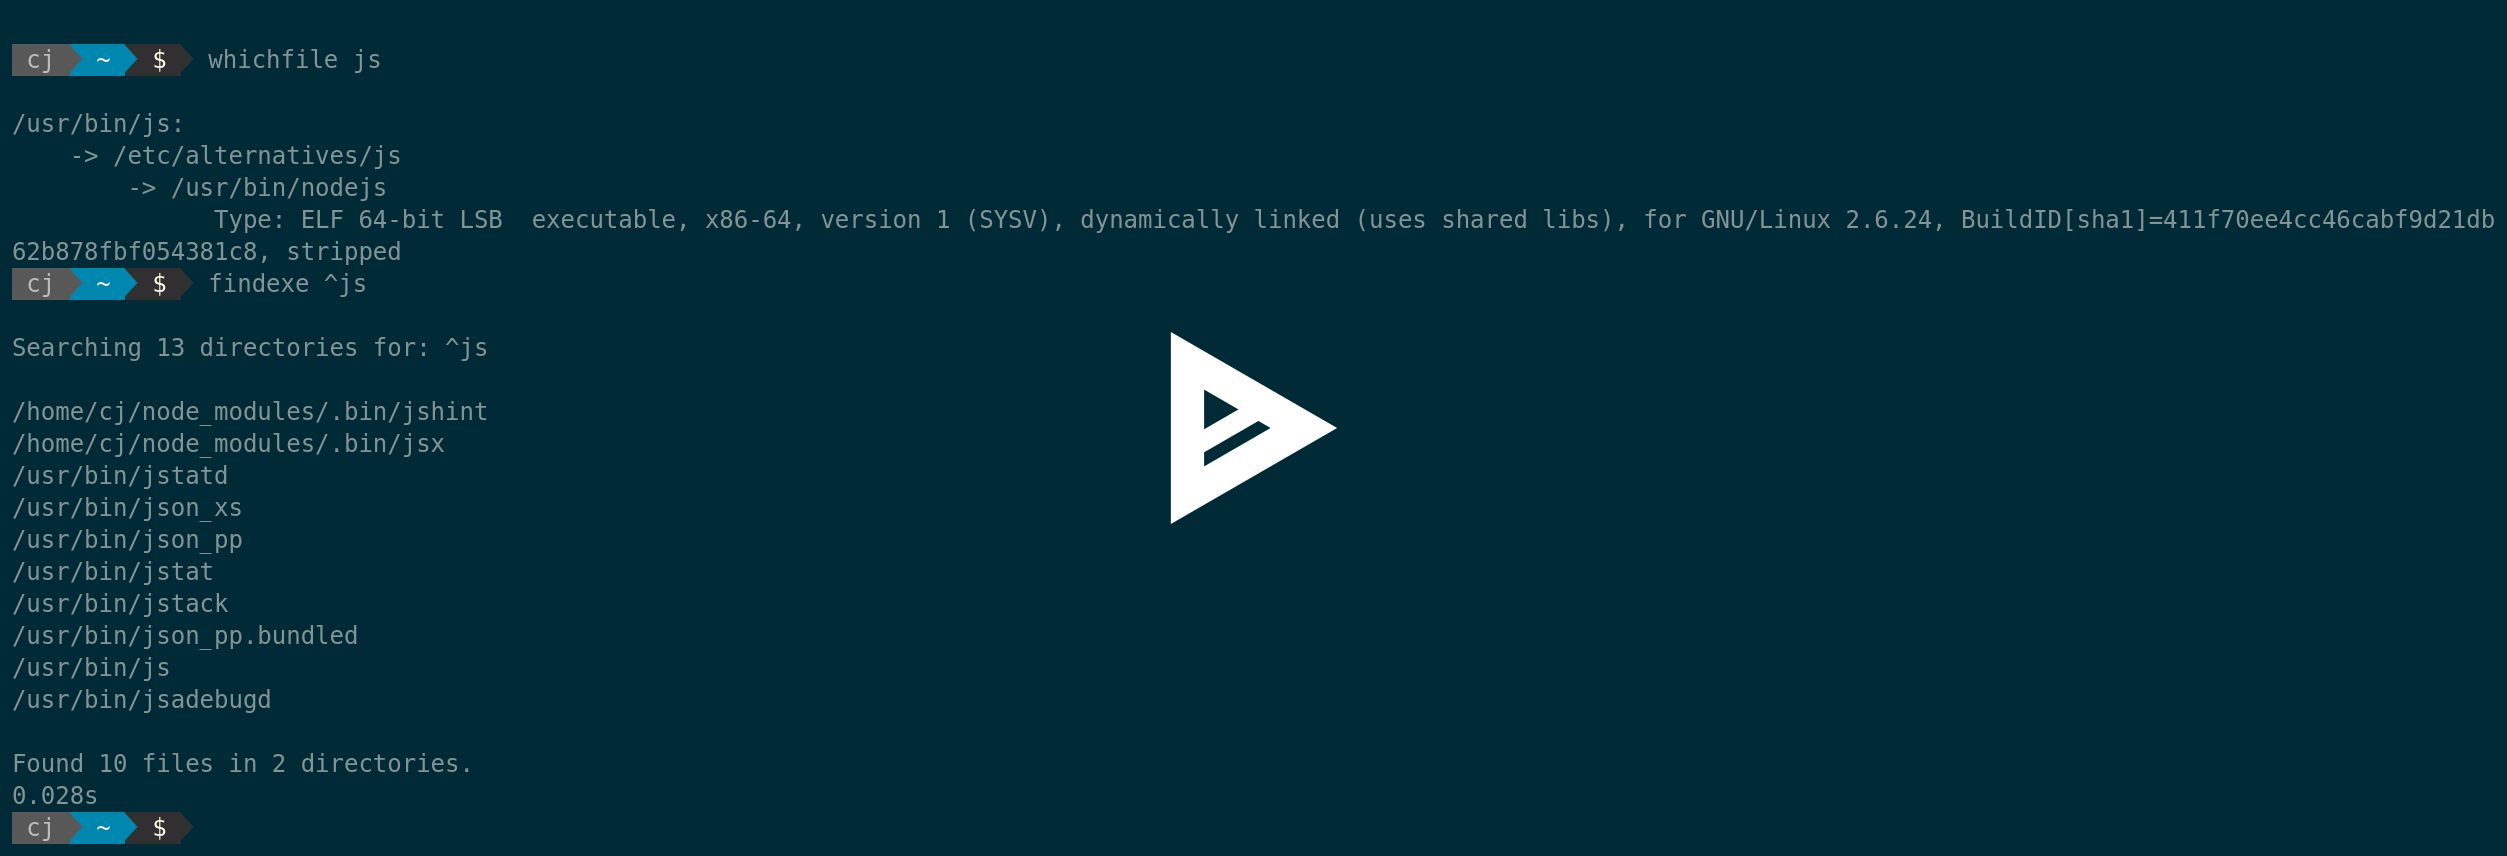 cj ~ $ whichfile js
/usr/bin/js:
-> /etc/alternatives/js
-> /usr/bin/nodejs
Type: ELF 64-bit LSB  executable, x86-64, version 1 (SYSV), dynamically linked (uses shared libs), for GNU/Linux 2.6.24, BuildID[sha1]=411f70ee4cc46cabf9d21db
62b878fbf054381c8, stripped
cj ~ $ findexe ^js
Searching 13 directories for: ^js
/home/cj/node_modules/.bin/jshint
/home/cj/node_modules/.bin/jsx
/usr/bin/jstatd
/usr/bin/json_xs
/usr/bin/json_pp
/usr/bin/jstat
/usr/bin/jstack
/usr/bin/json_pp.bundled
/usr/bin/js
/usr/bin/jsadebugd
Found 10 files in 2 directories.
0.028s
cj ~ $